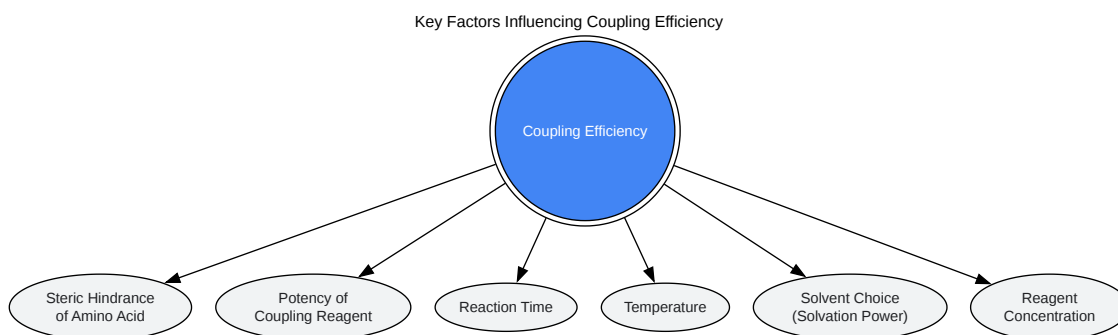 Key Factors Influencing Coupling Efficiency
Coupling Efficiency
Steric Hindrance
of Amino Acid
Potency of
Coupling Reagent
Reaction Time
Temperature
Solvent Choice
(Solvation Power)
Reagent
Concentration